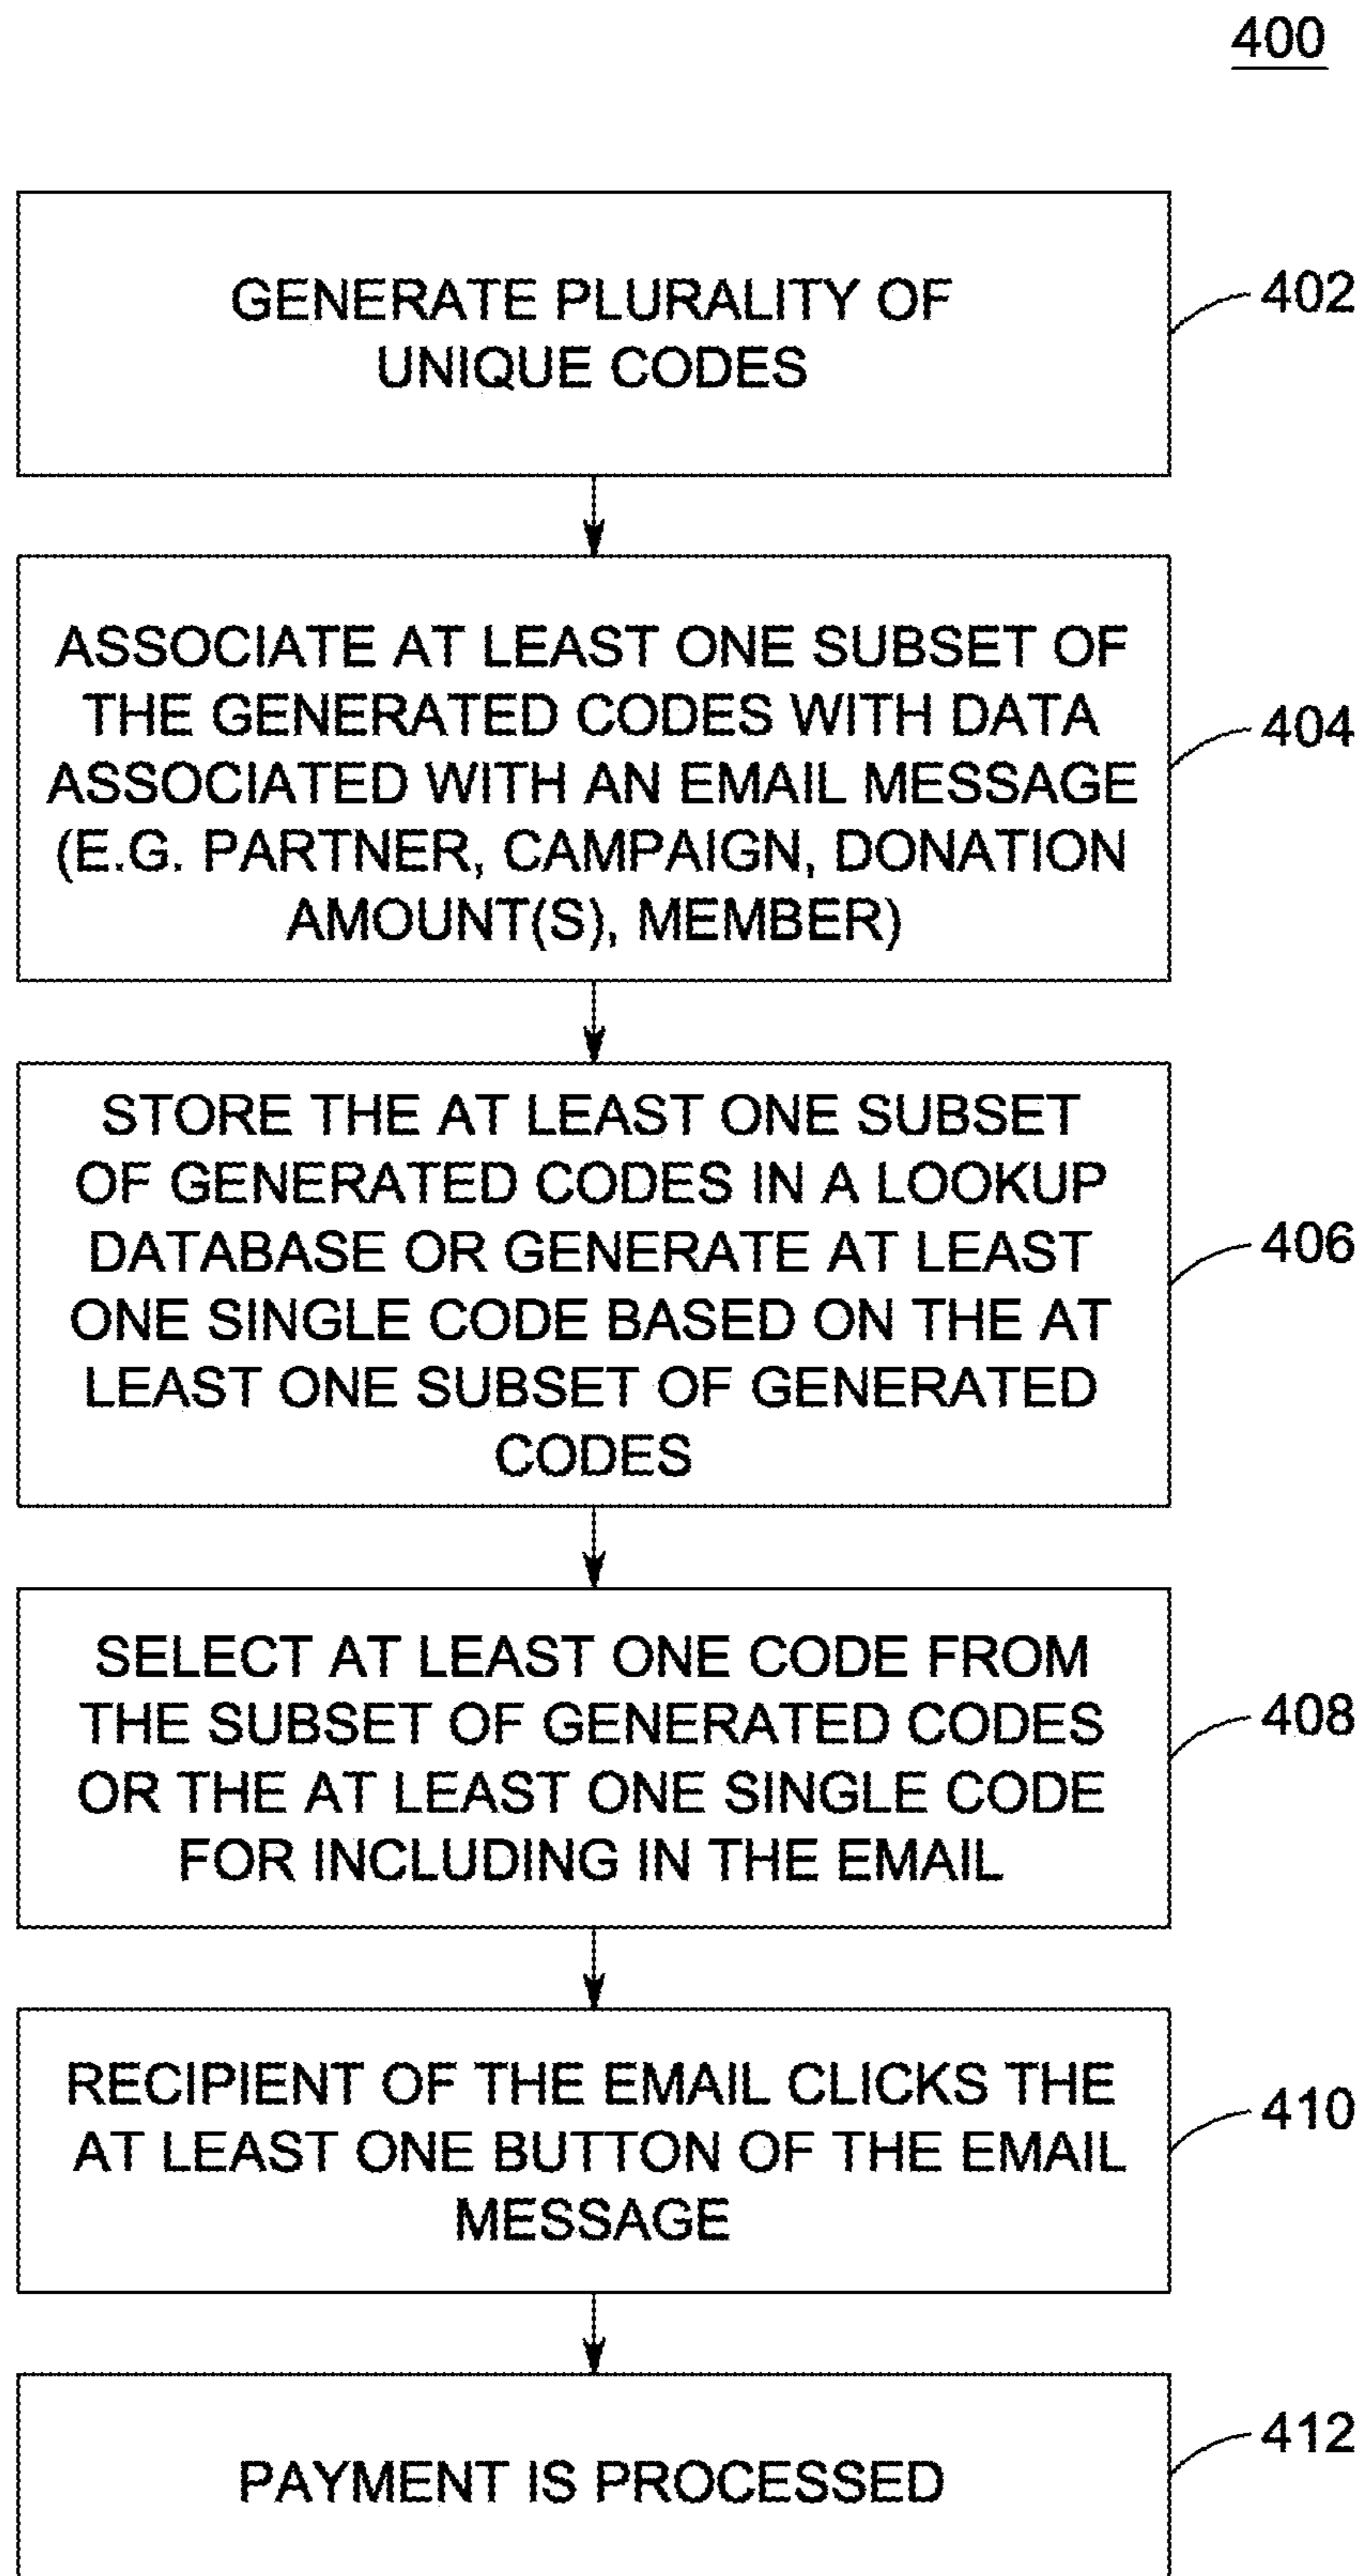 400
GENERATE PLURALITY OF
UNIQUE CODES
402
ASSOCIATE AT LEAST ONE SUBSET OF
THE GENERATED CODES WITH DATA
ASSOCIATED WITH AN EMAIL MESSAGE
(E.G. PARTNER, CAMPAIGN, DONATION
AMOUNT(S), MEMBER)
404
STORE THE AT LEAST ONE SUBSET
OF GENERATED CODES IN A LOOKUP
DATABASE OR GENERATE AT LEAST
ONE SINGLE CODE BASED ON THE AT
LEAST ONE SUBSET OF GENERATED
CODES
406
SELECT AT LEAST ONE CODE FROM
THE SUBSET OF GENERATED CODES
OR THE AT LEAST ONE SINGLE CODE
FOR INCLUDING IN THE EMAIL
408
RECIPIENT OF THE EMAIL CLICKS THE
AT LEAST ONE BUTTON OF THE EMAIL
MESSAGE
410
PAYMENT IS PROCESSED
412